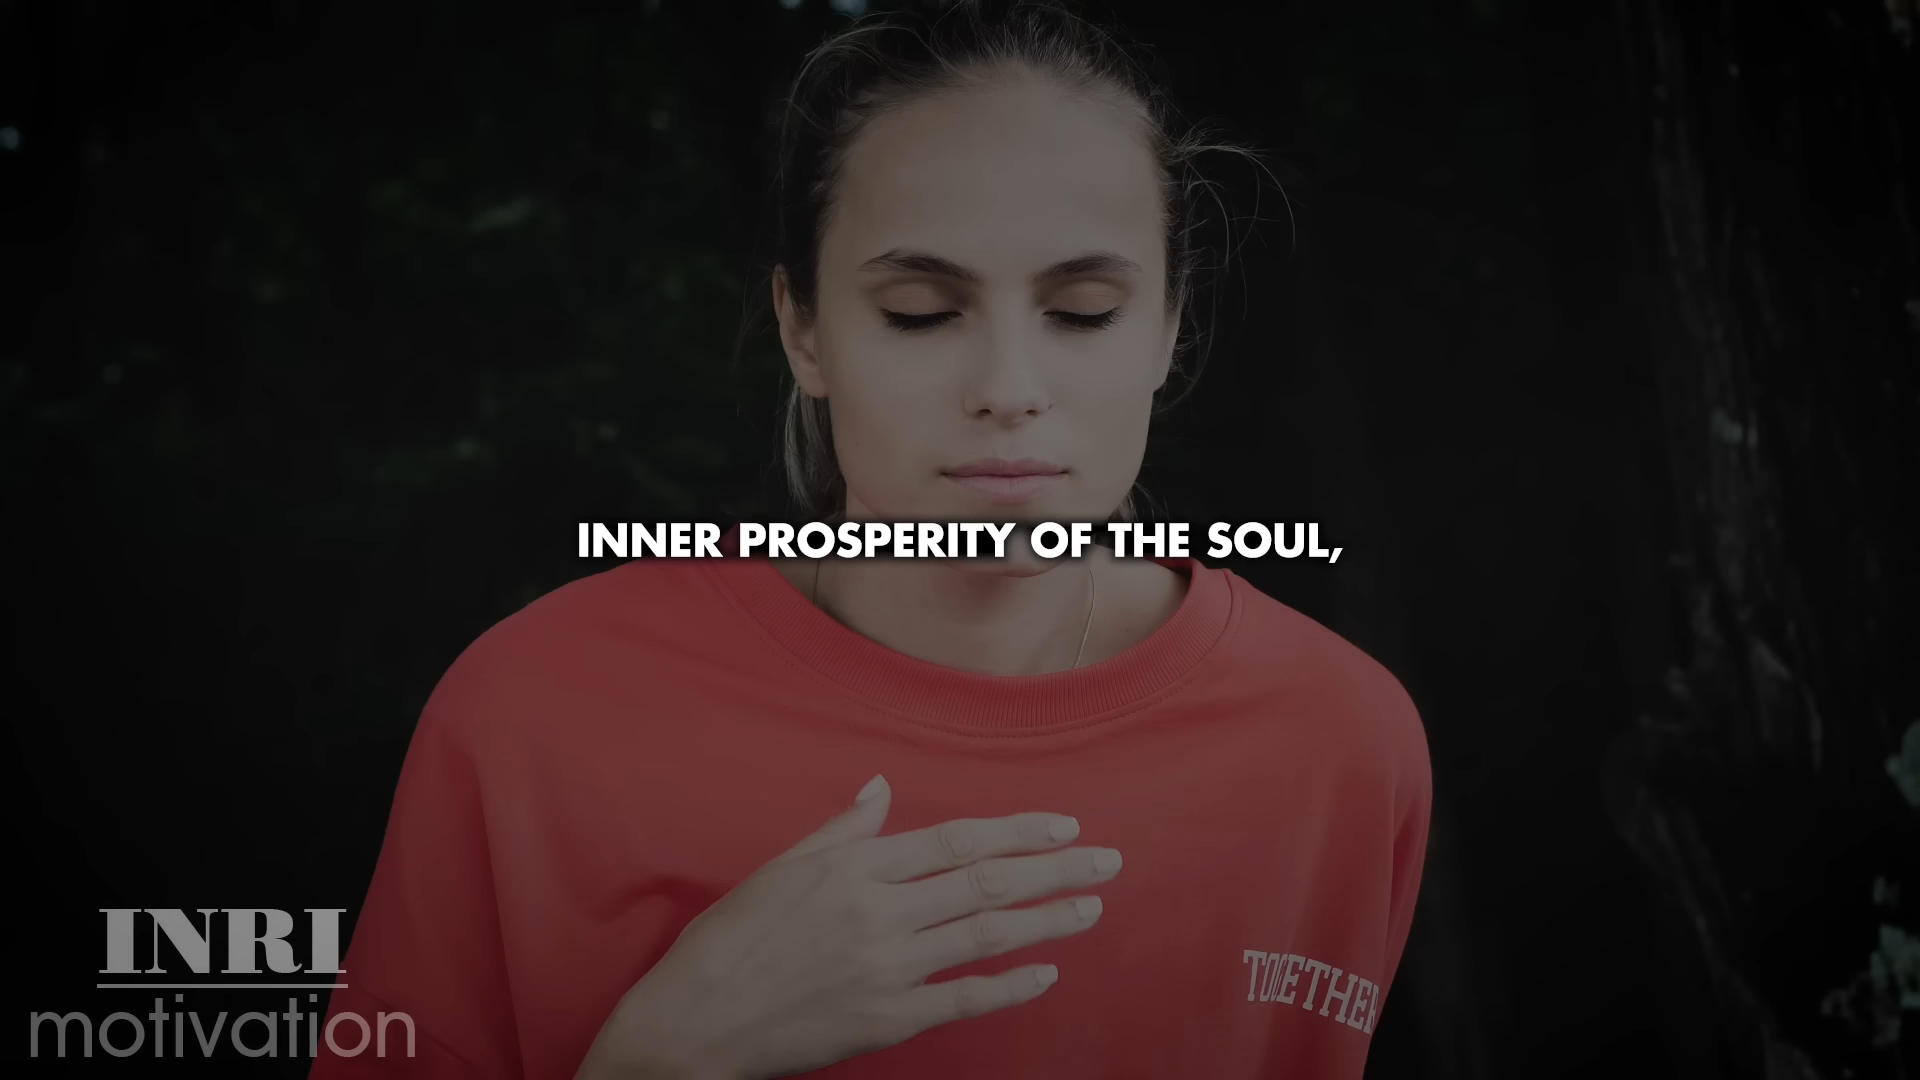 INNER PROSPERITY OF THE SOUL,
TOGETHER
INRI
motivation